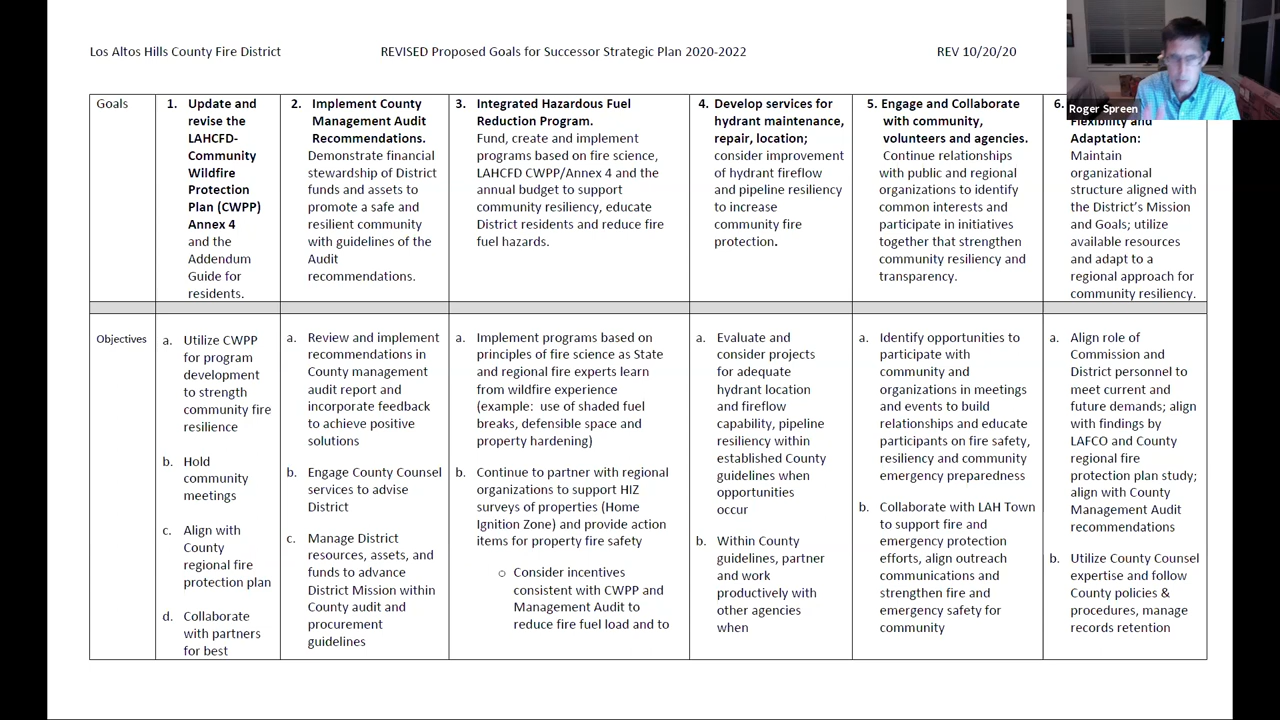 Los Altos Hills County Fire District
REVISED Proposed Goals for Successor Strategic Plan 2020-2022
REV 10/20/20
Roger Spreen
Goals
1. Update and
revise the
LAHCFD-
Community
Wildfire
Protection
Plan (CWPP)
Annex 4
and the
Addendum
Guide for
residents.
2. Implement County
Management Audit
Recommendations.
Demonstrate financial
stewardship of District
funds and assets to
promote a safe and
resilient community
with guidelines of the
Audit
recommendations.
3. Integrated Hazardous Fuel
Reduction Program.
Fund, create and implement
programs based on fire science,
LAHCFD CWPP/Annex 4 and the
annual budget to support
community resiliency, educate
District residents and reduce fire
fuel hazards.
4. Develop services for
hydrant maintenance,
repair, location;
consider improvement
of hydrant fireflow
and pipeline resiliency
to increase
community fire
protection.
5. Engage and Collaborate
with community,
volunteers and agencies.
Continue relationships
with public and regional
organizations to identify
common interests and
participate in initiatives
together that strengthen
community resiliency and
transparency.
6.
Flexibility and
Adaptation:
Maintain
organizational
structure aligned with
the District's Mission
and Goals; utilize
available resources
and adapt to a
regional approach for
community resiliency.
Objectives
a. Utilize CWPP
for program
development
to strength
community fire
resilience
b. Hold
community
meetings
c. Align with
County
regional fire
protection plan
d. Collaborate
with partners
for best
a. Review and implement
recommendations in
County management
audit report and
incorporate feedback
to achieve positive
solutions
b. Engage County Counsel
services to advise
District
c. Manage District
resources, assets, and
funds to advance
District Mission within
County audit and
procurement
guidelines
a. Implement programs based on
principles of fire science as State
and regional fire experts learn
from wildfire experience
(example: use of shaded fuel
breaks, defensible space and
property hardening)
b. Continue to partner with regional
organizations to support HIZ
surveys of properties (Home
Ignition Zone) and provide action
items for property fire safety
o Consider incentives
consistent with CWPP and
Management Audit to
reduce fire fuel load and to
a. Evaluate and
consider projects
for adequate
hydrant location
and fireflow
capability, pipeline
resiliency within
established County
guidelines when
opportunities
occur
b. Within County
guidelines, partner
and work
productively with
other agencies
when
a. Identify opportunities to
participate with
community and
organizations in meetings
and events to build
relationships and educate
participants on fire safety,
resiliency and community
emergency preparedness
b. Collaborate with LAH Town
to support fire and
emergency protection
efforts, align outreach
communications and
strengthen fire and
emergency safety for
community
a. Align role of
Commission and
District personnel to
meet current and
future demands; align
with findings by
LAFCO and County
regional fire
protection plan study;
align with County
Management Audit
recommendations
b. Utilize County Counsel
expertise and follow
County policies &
procedures, manage
records retention